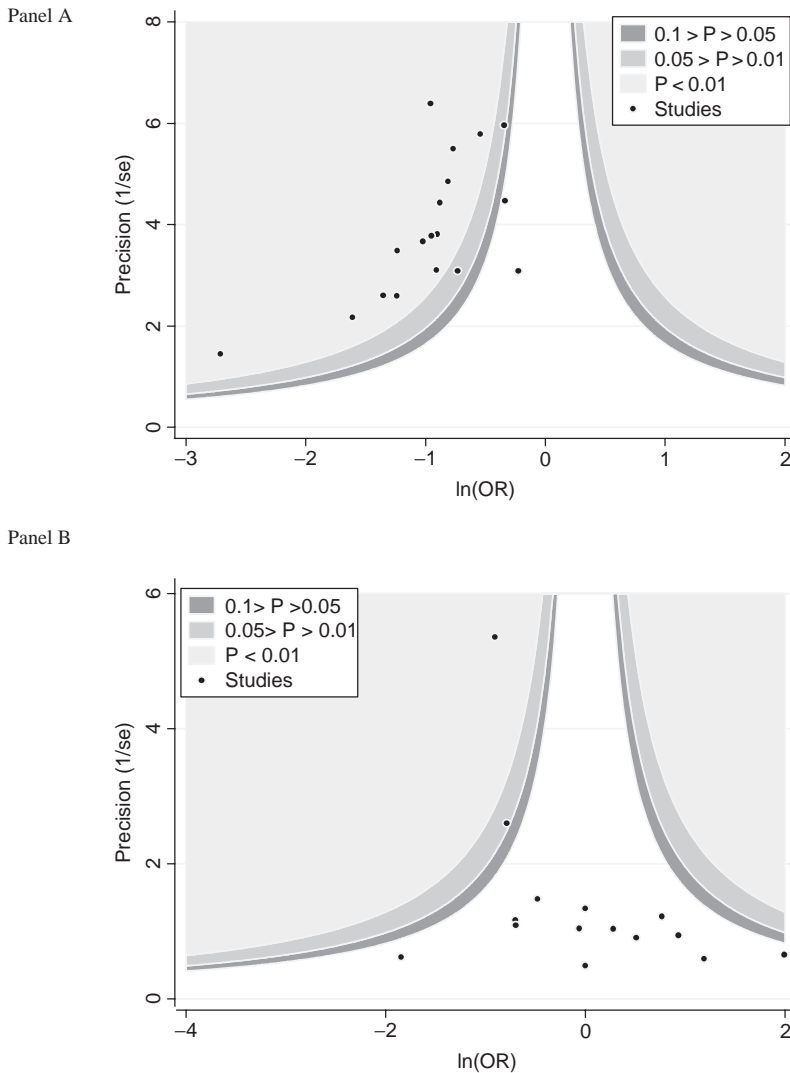 Panel A
8
6
4
2
0
Precision (1/se)
0.1 > P > 0.05
0.05 > P > 0.01
P < 0.01
Studies
−3
−2
−1
0
1
2
ln(OR)
Panel B
6
4
2
0
Precision (1/se)
0.1> P >0.05
0.05> P > 0.01
P < 0.01
Studies
−4
−2
0
2
ln(OR)